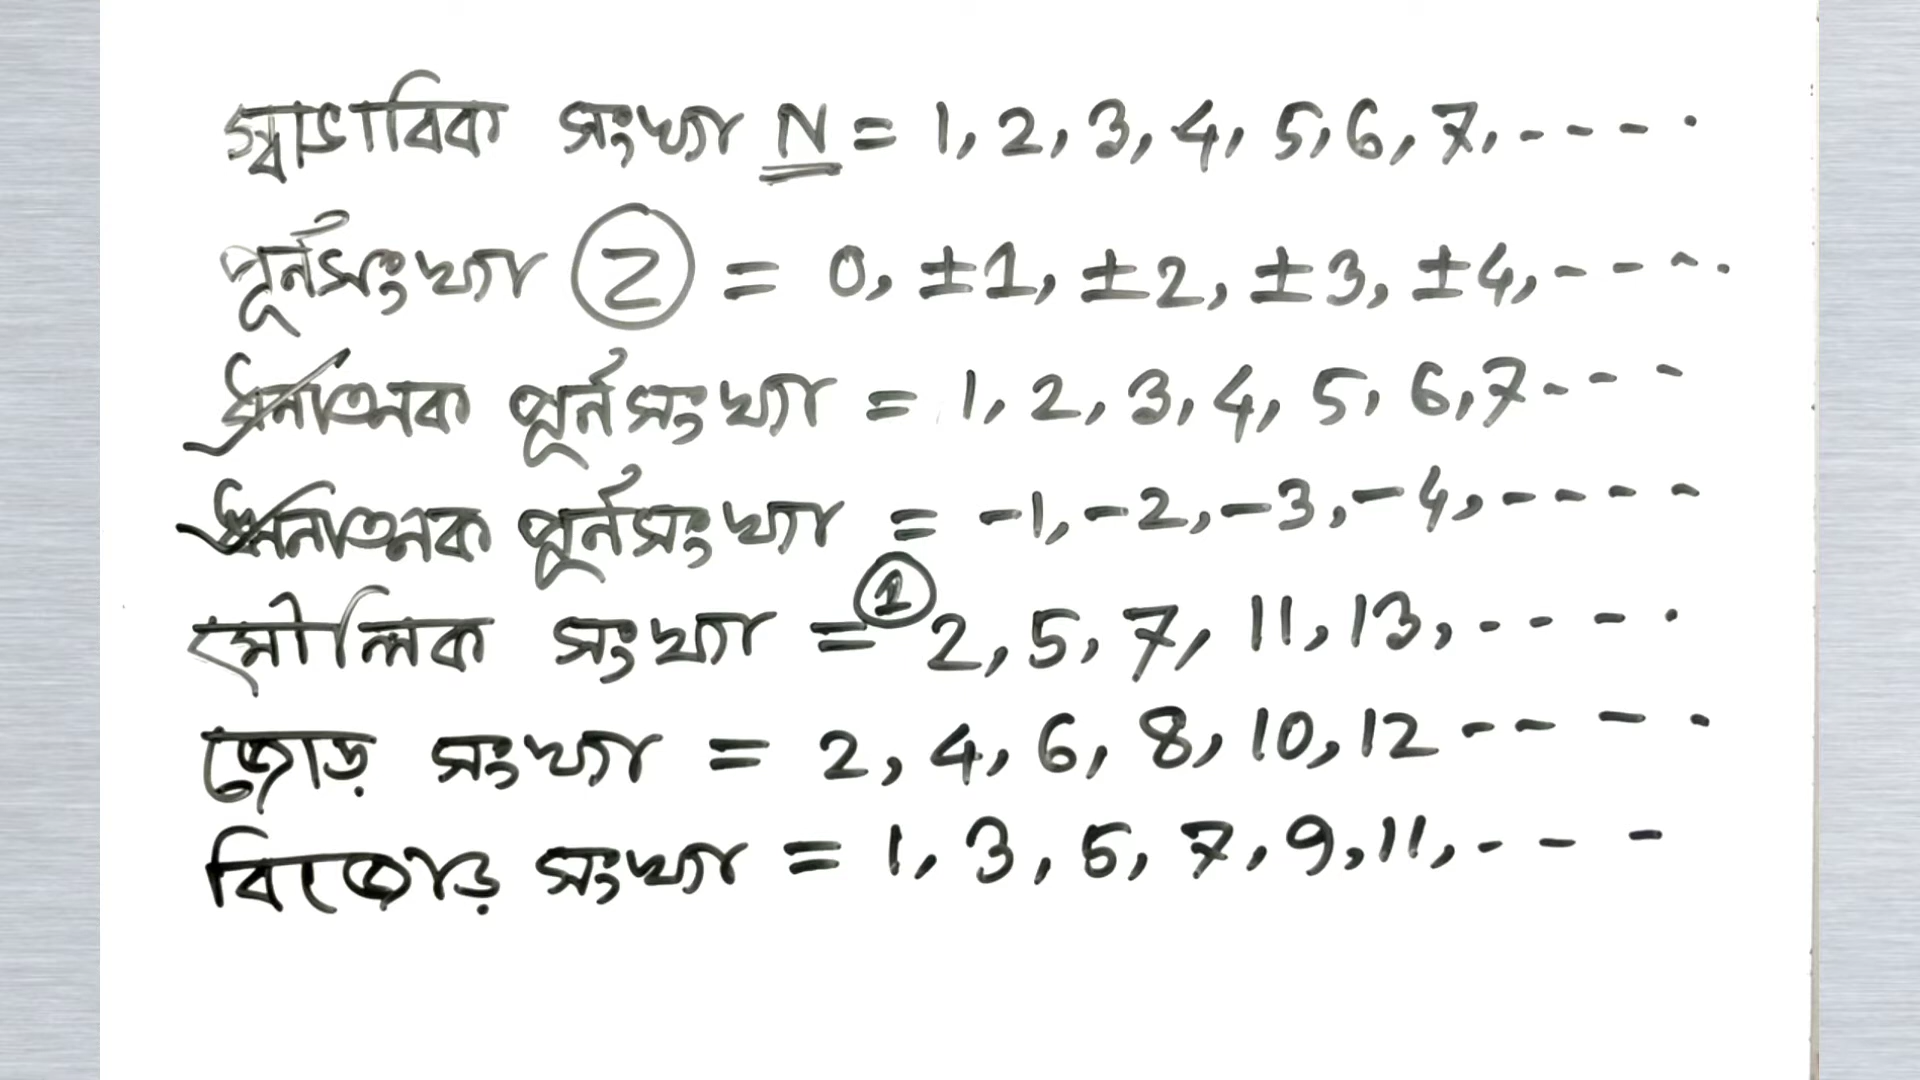 স্বাভাবিক সংখ্যা N = 1, 2, 3, 4, 5, 6, 7, - - - - .
পূর্নসংখ্যা Z = 0, ±1, ±2, ±3, ±4, - - - .
ধনাত্নক পূর্নসংখ্যা = 1, 2, 3, 4, 5, 6, 7 - - -
ঋনাত্নক পূর্নসংখ্যা = -1, -2, -3, -4, - - - -
মৌলিক সংখ্যা = ① 2, 5, 7, 11, 13, - - - - .
জোড় সংখ্যা = 2, 4, 6, 8, 10, 12 - - - .
বিজোড় সংখ্যা = 1, 3, 5, 7, 9, 11, - - -